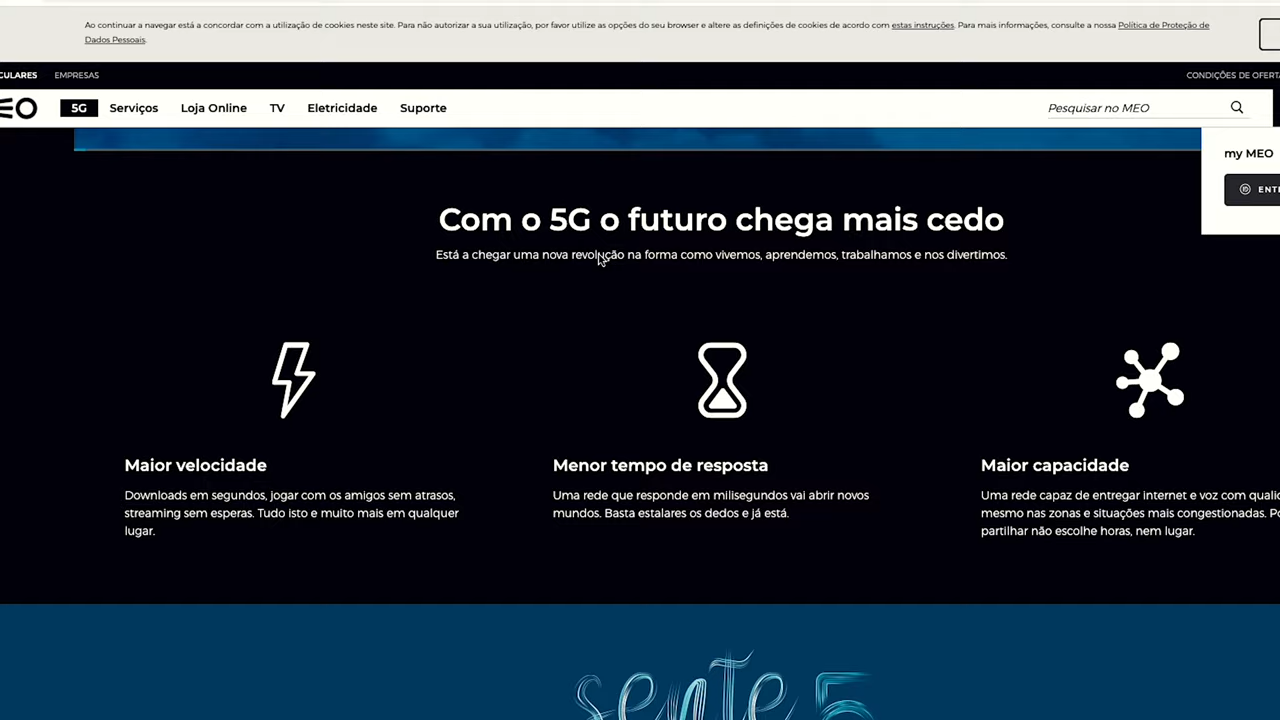 Ao continuar a navegar está a concordar com a utilização de cookies neste site. Para não autorizar a sua utilização, por favor utilize as opções do seu browser e altere as definições de cookies de acordo com estas instruções. Para mais informações, consulte a nossa Política de Proteção de
Dados Pessoais.
CULARES EMPRESAS CONDIÇÕES DE OFERTA
EO 5G Serviços Loja Online TV Eletricidade Suporte Pesquisar no MEO
my MEO
ENT
Com o 5G o futuro chega mais cedo
Está a chegar uma nova revolução na forma como vivemos, aprendemos, trabalhamos e nos divertimos.
Maior velocidade
Downloads em segundos, jogar com os amigos sem atrasos,
streaming sem esperas. Tudo isto e muito mais em qualquer
lugar.
Menor tempo de resposta
Uma rede que responde em milisegundos vai abrir novos
mundos. Basta estalares os dedos e já está.
Maior capacidade
Uma rede capaz de entregar internet e voz com quali
mesmo nas zonas e situações mais congestionadas. Po
partilhar não escolhe horas, nem lugar.
sente 5